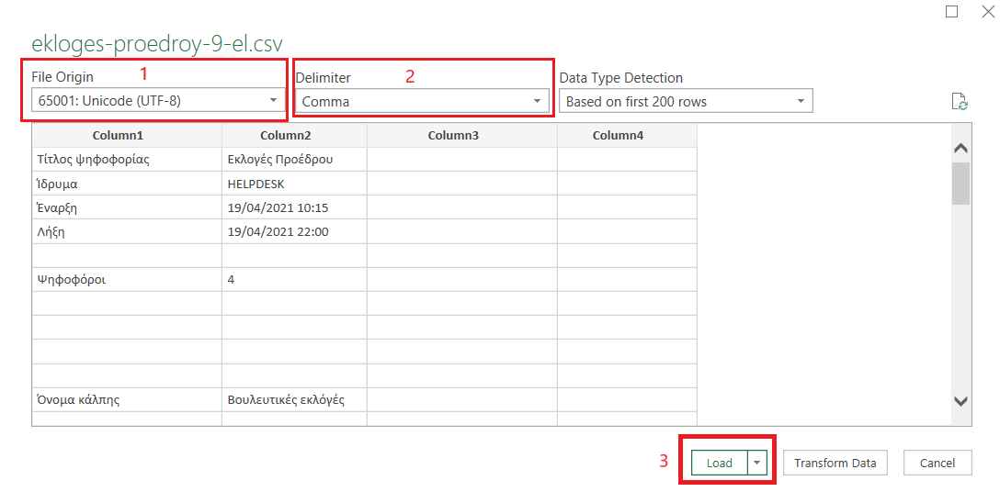 ekloges-proedroy-9-el.csv
File Origin 1
Delimiter 2
Data Type Detection
65001: Unicode (UTF-8)
Comma
Based on first 200 rows
Column1 Column2 Column3 Column4
Τίτλος ψηφοφορίας Εκλογές Προέδρου
Ίδρυμα HELPDESK
Έναρξη 19/04/2021 10:15
Λήξη 19/04/2021 22:00
Ψηφοφόροι 4
Όνομα κάλπης Βουλευτικές εκλόγές
3 Load Transform Data Cancel